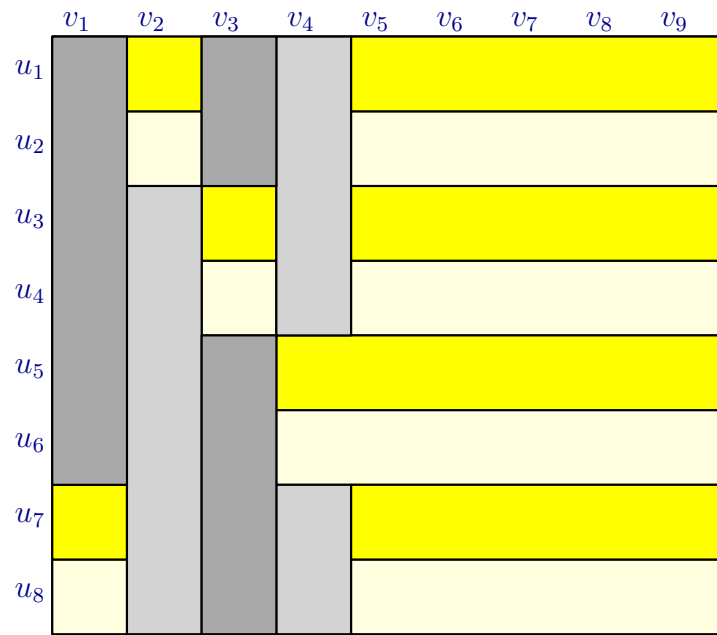 v₁ v₂ v₃ v₄ v₅ v₆ v₇ v₈ v₉
u₁
u₂
u₃
u₄
u₅
u₆
u₇
u₈